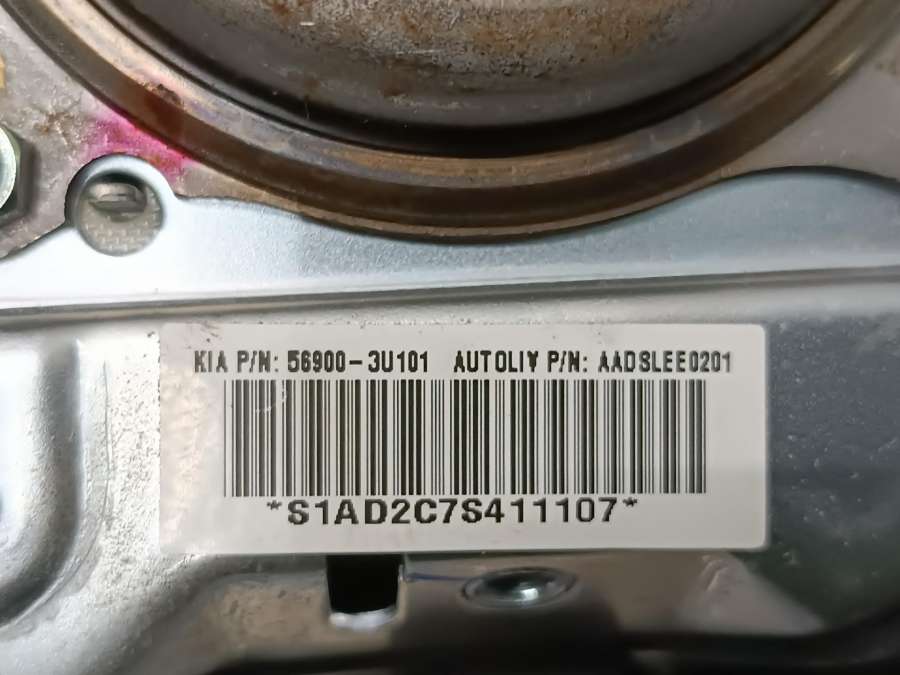 KIA P/N: 56900-3U101 AUTOLIV P/N: AADSLEE0201
*S1AD2C7S411107*